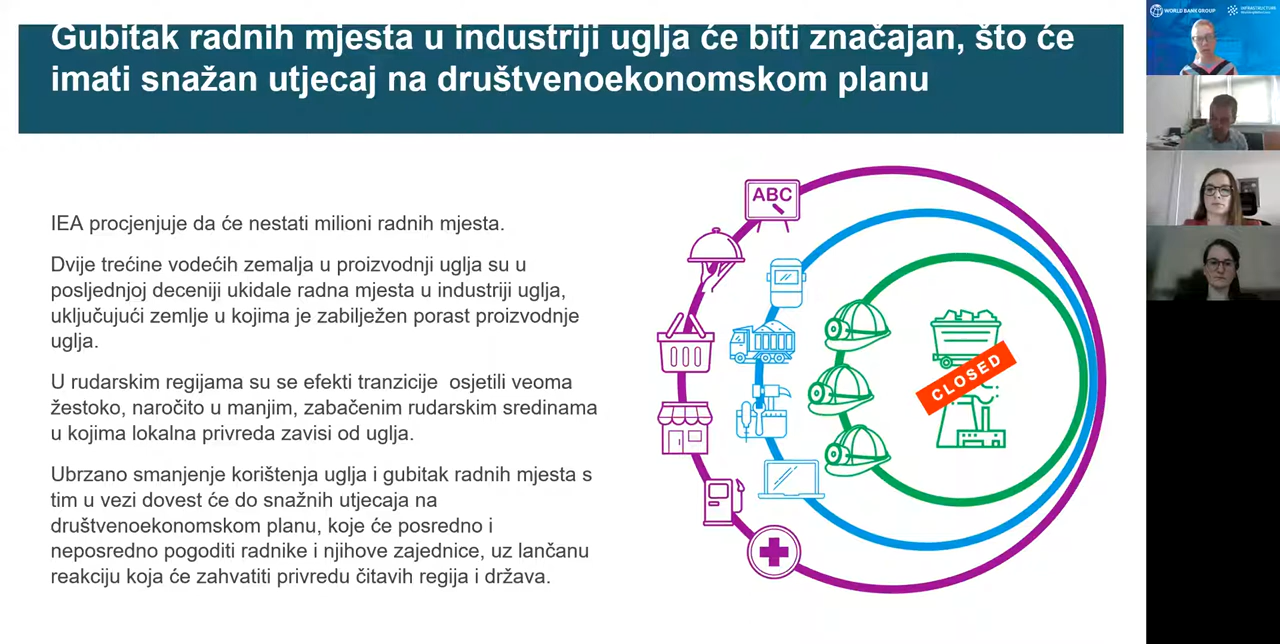 Gubitak radnih mjesta u industriji uglja će biti značajan, što će
imati snažan utjecaj na društvenoekonomskom planu
IEA procjenjuje da će nestati milioni radnih mjesta.
Dvije trećine vodećih zemalja u proizvodnji uglja su u
posljednjoj deceniji ukidale radna mjesta u industriji uglja,
uključujući zemlje u kojima je zabilježen porast proizvodnje
uglja.
U rudarskim regijama su se efekti tranzicije osjetili veoma
žestoko, naročito u manjim, zabačenim rudarskim sredinama
u kojima lokalna privreda zavisi od uglja.
Ubrzano smanjenje korištenja uglja i gubitak radnih mjesta s
tim u vezi dovest će do snažnih utjecaja na
društvenoekonomskom planu, koje će posredno i
neposredno pogoditi radnike i njihove zajednice, uz lančanu
reakciju koja će zahvatiti privredu čitavih regija i država.
ABC
CLOSED
WORLD BANK GROUP